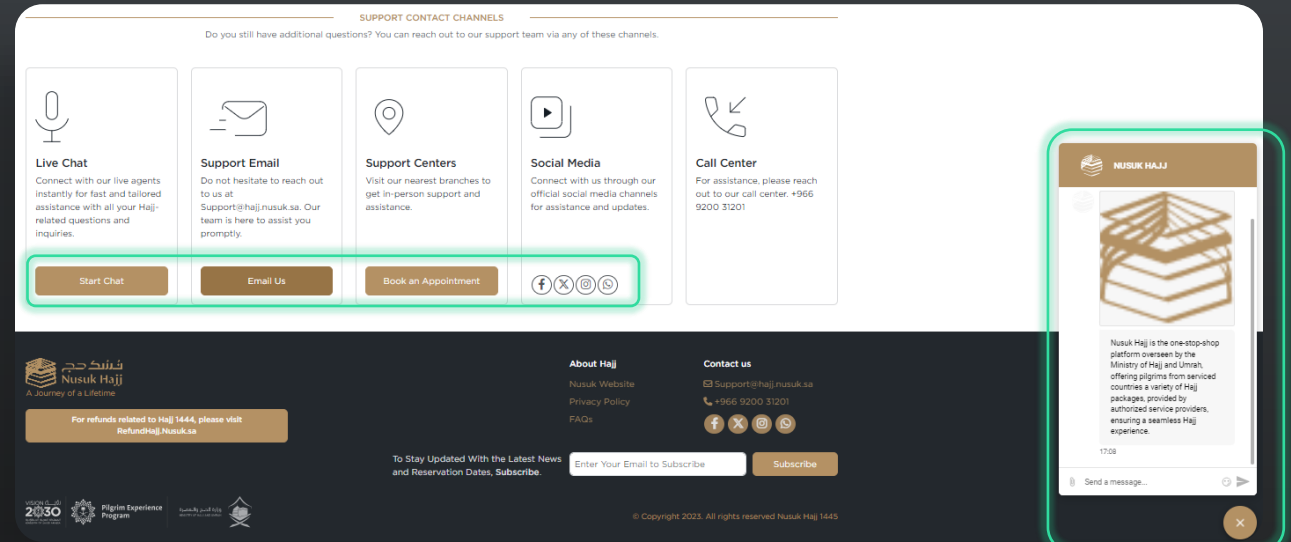 SUPPORT CONTACT CHANNELS
Do you still have additional questions? You can reach out to our support team via any of these channels.
Live Chat
Connect with our live agents
instantly for fast and tailored
assistance with all your Hajj-
related questions and
inquiries.
Start Chat
Support Email
Do not hesitate to reach out
to us at
Support@hajj.nusuk.sa. Our
team is here to assist you
promptly.
Email Us
Support Centers
Visit our nearest branches to
get in-person support and
assistance.
Book an Appointment
Social Media
Connect with us through our
official social media channels
for assistance and updates.
Call Center
For assistance, please reach
out to our call center. +966
9200 31201
نُسُك حج
Nusuk Hajj
A Journey of a Lifetime
For refunds related to Hajj 1444, please visit
RefundHajj.Nusuk.sa
About Hajj
Nusuk Website
Privacy Policy
FAQs
Contact us
Support@hajj.nusuk.sa
+966 9200 31201
To Stay Updated With the Latest News
and Reservation Dates, Subscribe.
Enter Your Email to Subscribe
Subscribe
VISION
2030
Pilgrim Experience
Program
© Copyright 2023. All rights reserved Nusuk Hajj 1445
NUSUK HAJJ
Nusuk Hajj is the one-stop-shop
platform overseen by the
Ministry of Hajj and Umrah,
offering pilgrims from serviced
countries a variety of Hajj
packages, provided by
authorized service providers,
ensuring a seamless Hajj
experience.
17:08
Send a message...